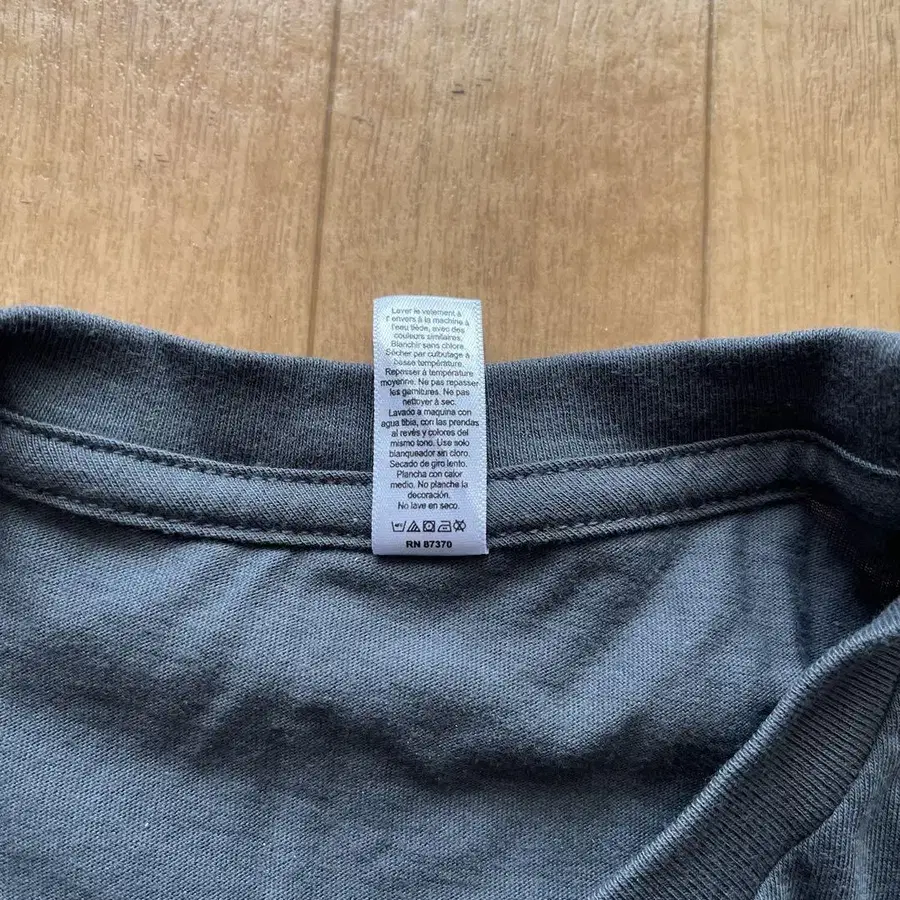 Laver le vetement à
l'envers à la machine à
l'eau tiède, avec des
couleurs similaires.
Blanchir sans chlore.
Sécher par culbutage à
basse température.
Repasser à température
moyenne. Ne pas repasser
les garnitures. Ne pas
nettoyer à sec.
Lavado a maquina con
agua tibia, con las prendas
al revés y colores del
mismo tono. Use solo
blanqueador sin cloro.
Secado de giro lento.
Plancha con calor
medio. No planche la
decoración.
No lave en seco.
RN 87370